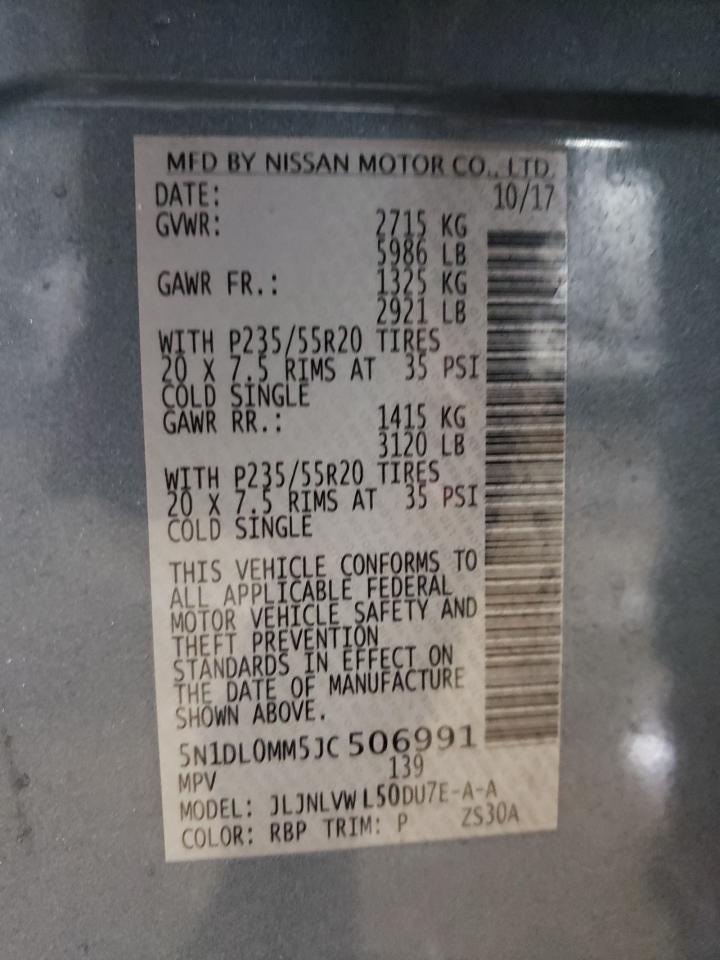 MFD BY NISSAN MOTOR CO., LTD.
DATE: 10/17
GVWR: 2715 KG
5986 LB
GAWR FR.: 1325 KG
2921 LB
WITH P235/55R20 TIRES
20 X 7.5 RIMS AT 35 PSI
COLD SINGLE
GAWR RR.: 1415 KG
3120 LB
WITH P235/55R20 TIRES
20 X 7.5 RIMS AT 35 PSI
COLD SINGLE
THIS VEHICLE CONFORMS TO
ALL APPLICABLE FEDERAL
MOTOR VEHICLE SAFETY AND
THEFT PREVENTION
STANDARDS IN EFFECT ON
THE DATE OF MANUFACTURE
SHOWN ABOVE.
5N1DL0MM5JC 506991
MPV 139
MODEL: JLJNLVW L50DU7E-A-A
COLOR: RBP TRIM: P ZS30A